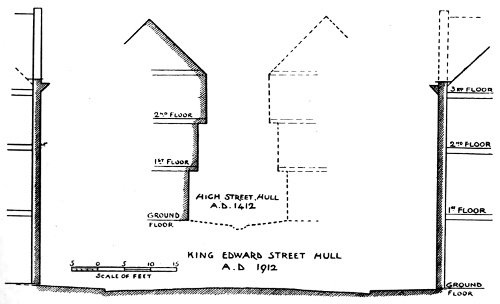 3RD FLOOR
2ND FLOOR
2ND FLOOR
1ST FLOOR
HIGH STREET, HULL
A.D. 1412
1ST FLOOR
GROUND
FLOOR
KING EDWARD STREET HULL
A.D 1912
5 0 5 10 15
SCALE OF FEET
GROUND
FLOOR